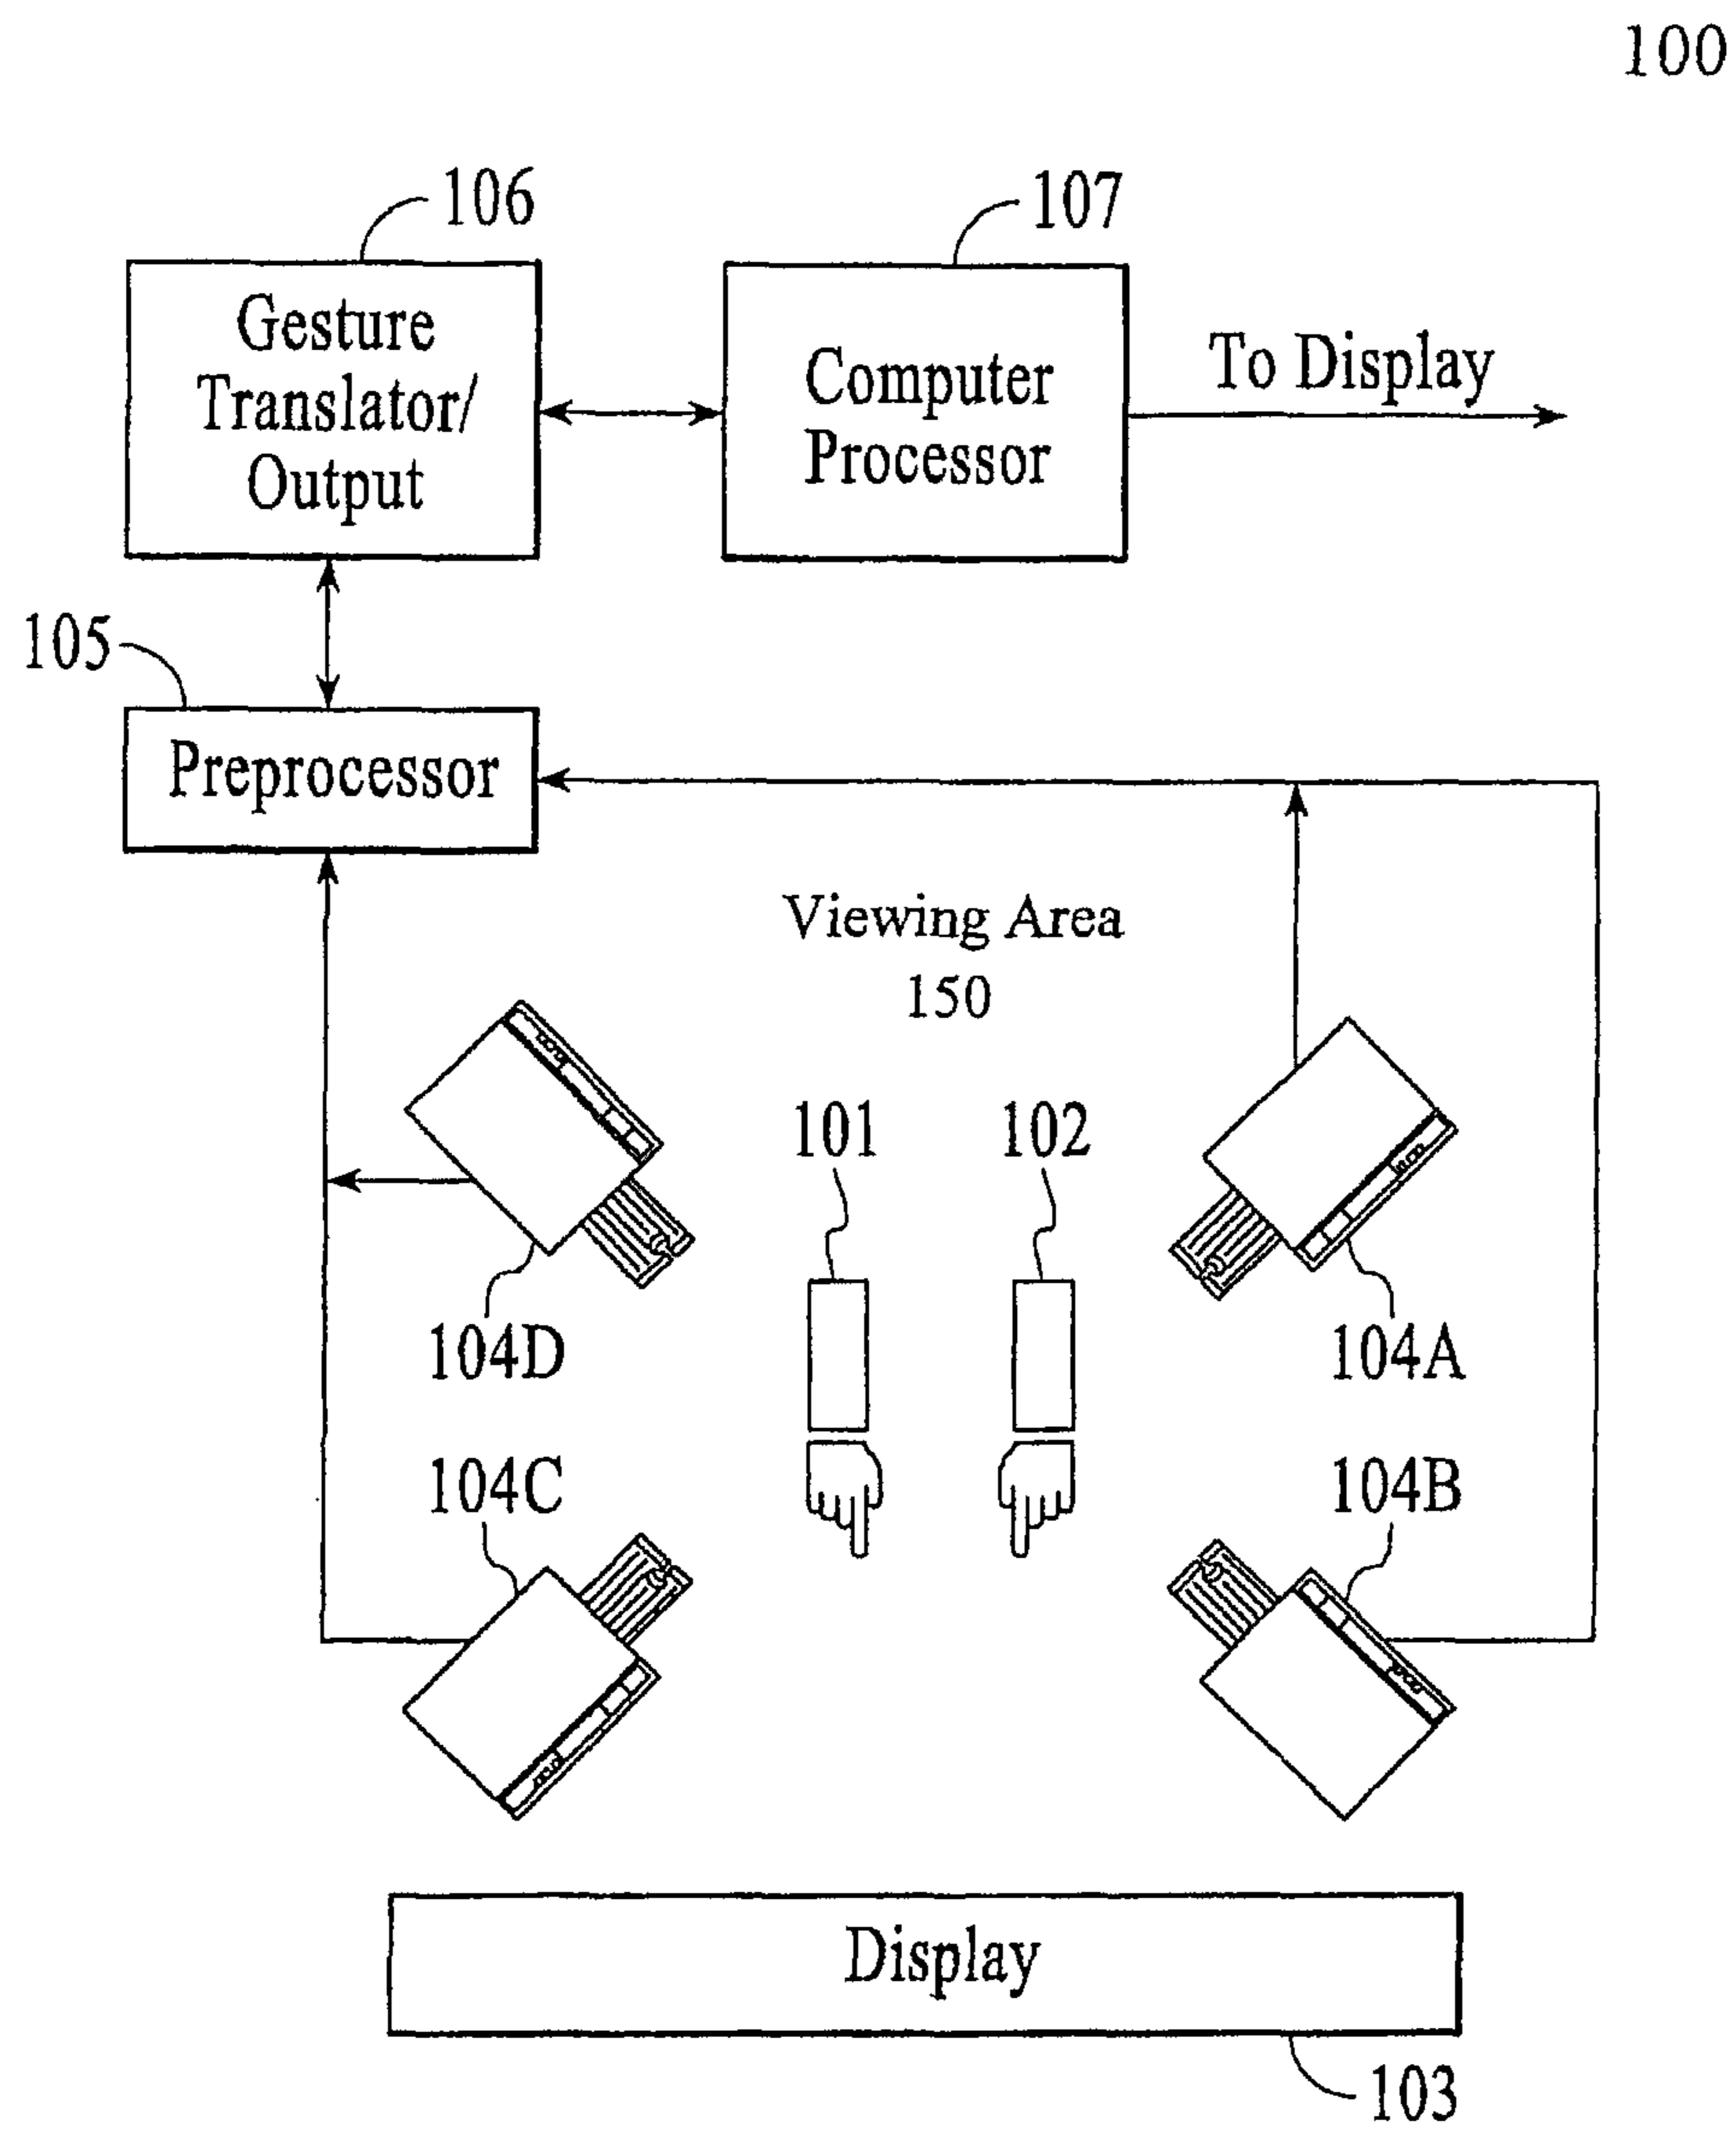 100
106
107
Gesture
Translator/
Output
Computer
Processor
To Display
105
Preprocessor
Viewing Area
150
101
102
104D
104A
104C
104B
Display
103